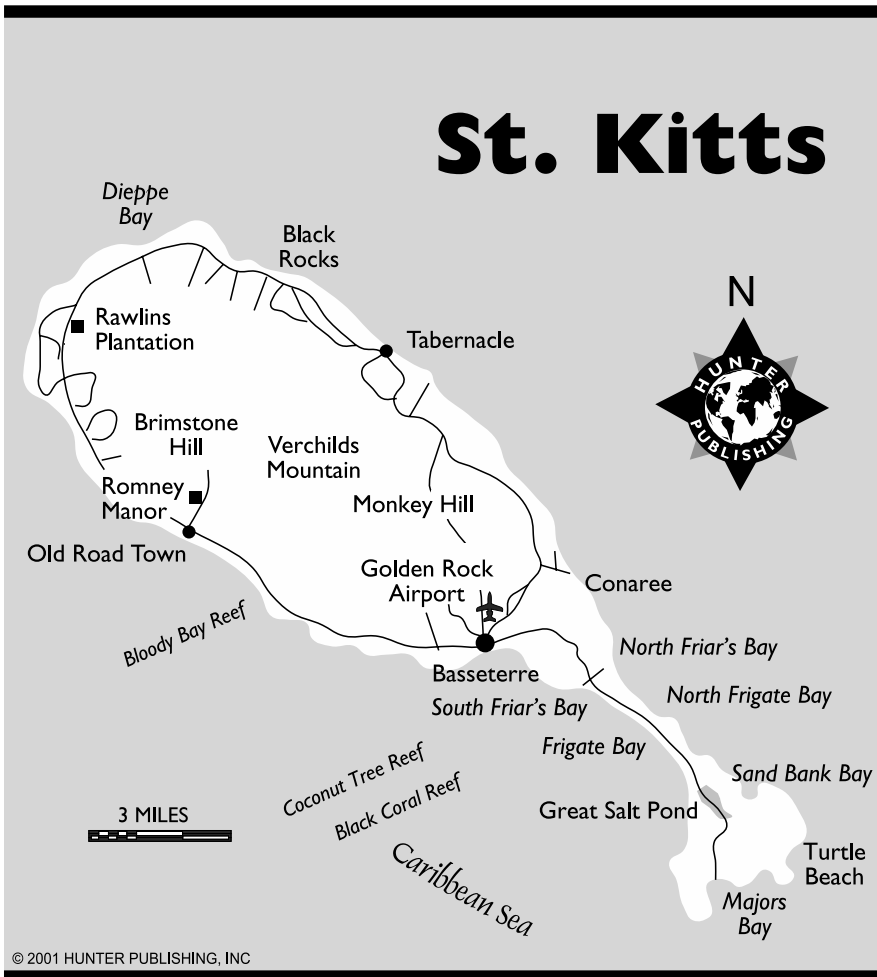 St. Kitts
Dieppe
Bay
Black
Rocks
N
HUNTER
PUBLISHING
Rawlins
Plantation
Tabernacle
Brimstone
Hill
Verchilds
Mountain
Romney
Manor
Monkey Hill
Old Road Town
Golden Rock
Airport
Conaree
Bloody Bay Reef
North Friar's Bay
Basseterre
North Frigate Bay
South Friar's Bay
Frigate Bay
Coconut Tree Reef
Sand Bank Bay
Black Coral Reef
Great Salt Pond
3 MILES
Caribbean Sea
Turtle
Beach
Majors
Bay
© 2001 HUNTER PUBLISHING, INC